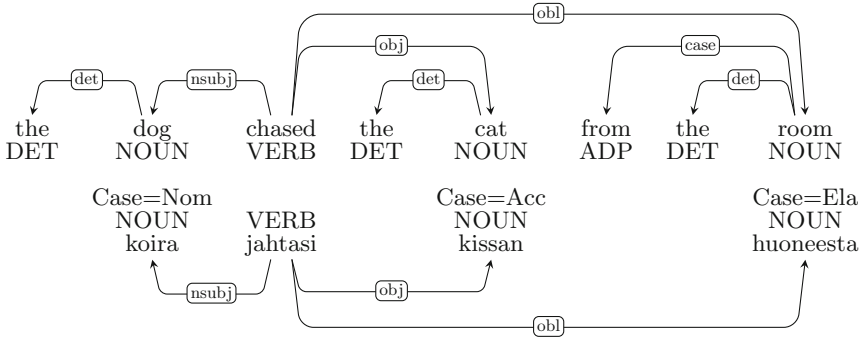 obl
obj case
det nsubj det det
the dog chased the cat from the room
DET NOUN VERB DET NOUN ADP DET NOUN
Case=Nom Case=Acc Case=Ela
NOUN VERB NOUN NOUN
koira jahtasi kissan huoneesta
nsubj obj
obl